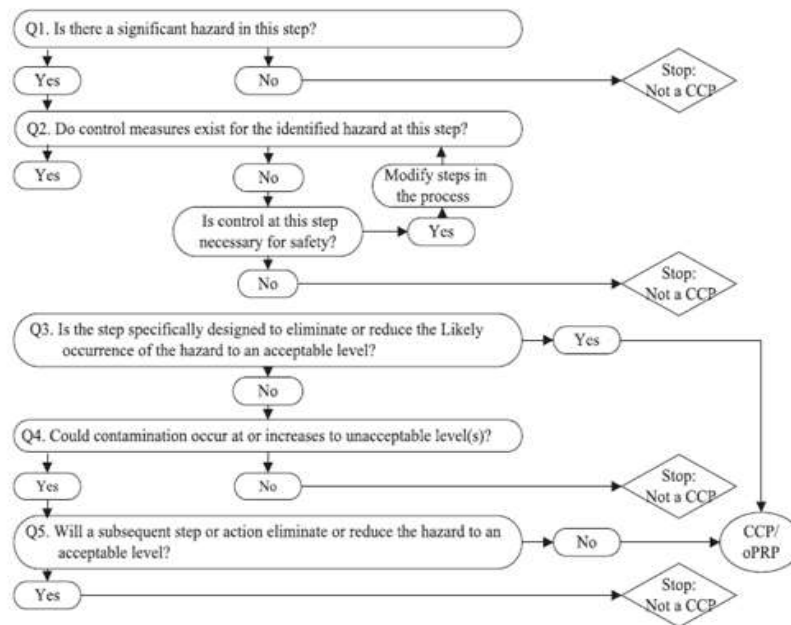 Q1. Is there a significant hazard in this step?
Yes
No
Stop:
Not a CCP
Q2. Do control measures exist for the identified hazard at this step?
Yes
No
Modify steps in
the process
Is control at this step
necessary for safety?
Yes
No
Stop:
Not a CCP
Q3. Is the step specifically designed to eliminate or reduce the Likely
occurrence of the hazard to an acceptable level?
Yes
No
Q4. Could contamination occur at or increases to unacceptable level(s)?
Yes
No
Stop:
Not a CCP
Q5. Will a subsequent step or action eliminate or reduce the hazard to an
acceptable level?
No
CCP/
oPRP
Yes
Stop:
Not a CCP